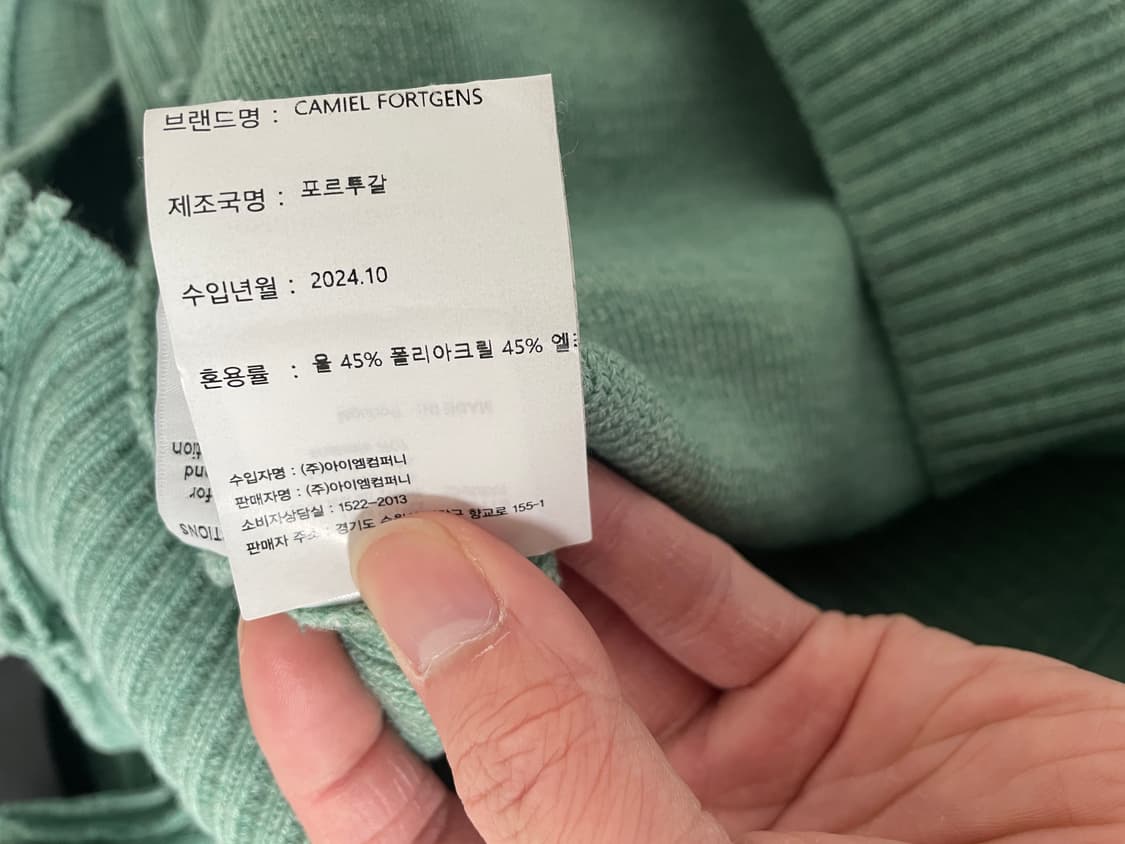 브랜드명 : CAMIEL FORTGENS
제조국명 : 포르투갈
수입년월 : 2024.10
혼용률 : 울 45% 폴리아크릴 45%
수입자명 : (주)아이엠컴퍼니
판매자명 : (주)아이엠컴퍼니
소비자상담실 : 1522-2013
판매자 주소 : 경기도 향교로 155-1